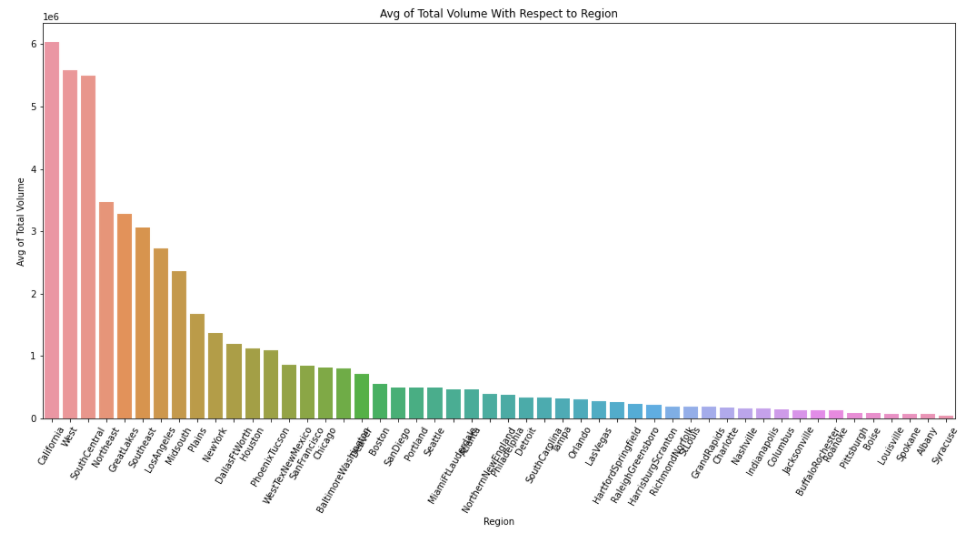 Avg of Total Volume With Respect to Region
1e6
6
5
4
3
2
1
0
Avg of Total Volume
California
West
SouthCentral
Northeast
GreatLakes
Southeast
LosAngeles
Midsouth
Plains
NewYork
DallasFtWorth
Houston
PhoenixTucson
WestTexNewMexico
SanFrancisco
Chicago
BaltimoreWashington
Denver
Boston
SanDiego
Portland
Seattle
MiamiFtLauderdale
Atlanta
NorthernNewEngland
Philadelphia
Detroit
SouthCarolina
Tampa
Orlando
LasVegas
HartfordSpringfield
RaleighGreensboro
HarrisburgScranton
RichmondNorfolk
StLouis
GrandRapids
Charlotte
Nashville
Indianapolis
Columbus
Jacksonville
BuffaloRochester
Roanoke
Pittsburgh
Boise
Louisville
Spokane
Albany
Syracuse
Region